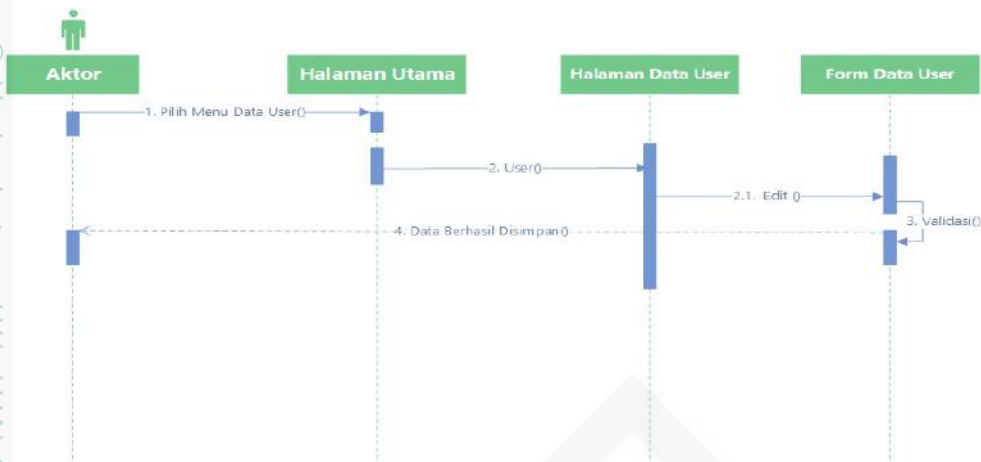 Aktor
Halaman Utama
Halaman Data User
Form Data User
1. Pilih Menu Data User()
2. User()
2.1. Edit ()
3. Validasi()
4. Data Berhasil Disimpan()